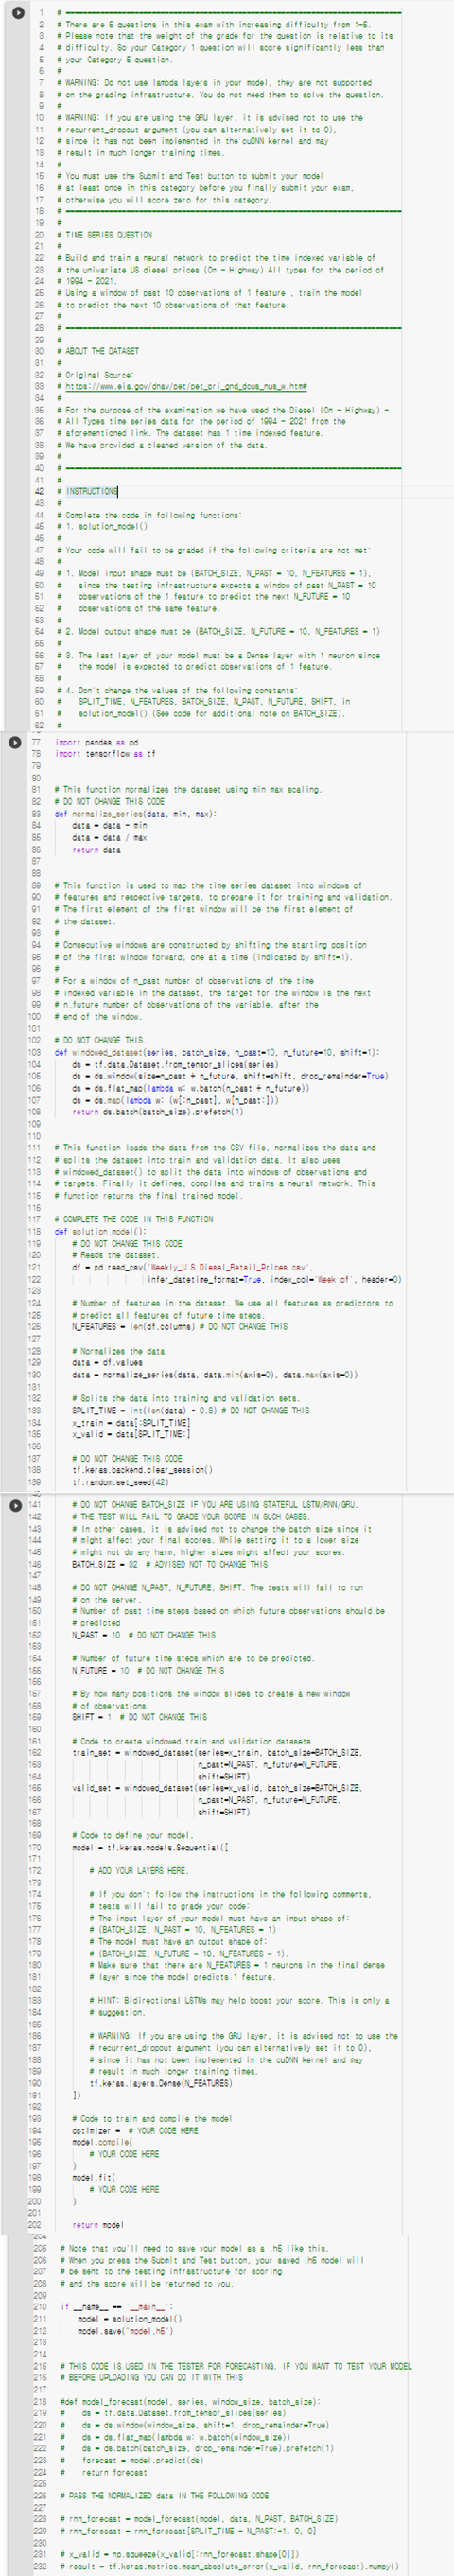 1 # ================================================
2 # There are 5 questions in this exam with increasing difficulty from 1-5.
3 # Please note that the weight of the grade for the question is relative to its
4 # difficulty. So your Category 1 question will score significantly less than
5 # your Category 5 question.
6 #
7 # WARNING: Do not use lambda layers in your model, they are not supported
8 # on the grading infrastructure. You do not need them to solve the question.
9 #
10 # WARNING: If you are using the GRU layer, it is advised not to use the
11 # recurrent_dropout argument (you can alternatively set it to 0),
12 # since it has not been implemented in the cuDNN kernel and may
13 # result in much longer training times.
14 #
15 # You must use the Submit and Test button to submit your model
16 # at least once in this category before you finally submit your exam,
17 # otherwise you will score zero for this category.
18 # ================================================
19 #
20 # TIME SERIES QUESTION
21 #
22 # Build and train a neural network to predict the time indexed variable of
23 # the univariate US diesel prices (On - Highway) All types for the period of
24 # 1994 - 2021.
25 # Using a window of past 10 observations of 1 feature , train the model
26 # to predict the next 10 observations of that feature.
27 #
28 # ================================================
29 #
30 # ABOUT THE DATASET
31 #
32 # Original Source:
33 # https://www.eia.gov/dnav/pet/pet_pri_gnd_dcus_nus_w.htm#
34 #
35 # For the purpose of the examination we have used the Diesel (On - Highway) -
36 # All Types time series data for the period of 1994 - 2021 from the
37 # aforementioned link. The dataset has 1 time indexed feature.
38 # We have provided a cleaned version of the data.
39 #
40 # ================================================
41 #
42 # INSTRUCTIONS
43 #
44 # Complete the code in following functions:
45 # 1. solution_model()
46 #
47 # Your code will fail to be graded if the following criteria are not met:
48 #
49 # 1. Model input shape must be (BATCH_SIZE, N_PAST = 10, N_FEATURES = 1),
50 # since the testing infrastructure expects a window of past N_PAST = 10
51 # observations of the 1 feature to predict the next N_FUTURE = 10
52 # observations of the same feature.
53 #
54 # 2. Model output shape must be (BATCH_SIZE, N_FUTURE = 10, N_FEATURES = 1)
55 #
56 # 3. The last layer of your model must be a Dense layer with 1 neuron since
57 # the model is expected to predict observations of 1 feature.
58 #
59 # 4. Don't change the values of the following constants:
60 # SPLIT_TIME, N_FEATURES, BATCH_SIZE, N_PAST, N_FUTURE, SHIFT, in
61 # solution_model() (See code for additional note on BATCH_SIZE).
62 #
77 import pandas as pd
78 import tensorflow as tf
79
80
81 # This function normalizes the dataset using min max scaling.
82 # DO NOT CHANGE THIS CODE
83 def normalize_series(data, min, max):
84 data = data - min
85 data = data / max
86 return data
87
88
89 # This function is used to map the time series dataset into windows of
90 # features and respective targets, to prepare it for training and validation.
91 # The first element of the first window will be the first element of
92 # the dataset.
93 #
94 # Consecutive windows are constructed by shifting the starting position
95 # of the first window forward, one at a time (indicated by shift=1).
96 #
97 # For a window of n_past number of observations of the time
98 # indexed variable in the dataset, the target for the window is the next
99 # n_future number of observations of the variable, after the
100 # end of the window.
101
102 # DO NOT CHANGE THIS.
103 def windowed_dataset(series, batch_size, n_past=10, n_future=10, shift=1):
104 ds = tf.data.Dataset.from_tensor_slices(series)
105 ds = ds.window(size=n_past + n_future, shift=shift, drop_remainder=True)
106 ds = ds.flat_map(lambda w: w.batch(n_past + n_future))
107 ds = ds.map(lambda w: (w[:n_past], w[n_past:]))
108 return ds.batch(batch_size).prefetch(1)
109
110
111 # This function loads the data from the CSV file, normalizes the data and
112 # splits the dataset into train and validation data. It also uses
113 # windowed_dataset() to split the data into windows of observations and
114 # targets. Finally it defines, compiles and trains a neural network. This
115 # function returns the final trained model.
116
117 # COMPLETE THE CODE IN THIS FUNCTION
118 def solution_model():
119 # DO NOT CHANGE THIS CODE
120 # Reads the dataset.
121 df = pd.read_csv('Weekly_U.S.Diesel_Retail_Prices.csv',
122 infer_datetime_format=True, index_col='Week of', header=0)
123
124 # Number of features in the dataset. We use all features as predictors to
125 # predict all features of future time steps.
126 N_FEATURES = len(df.columns) # DO NOT CHANGE THIS
127
128 # Normalizes the data
129 data = df.values
130 data = normalize_series(data, data.min(axis=0), data.max(axis=0))
131
132 # Splits the data into training and validation sets.
133 SPLIT_TIME = int(len(data) * 0.8) # DO NOT CHANGE THIS
134 x_train = data[:SPLIT_TIME]
135 x_valid = data[SPLIT_TIME:]
136
137 # DO NOT CHANGE THIS CODE
138 tf.keras.backend.clear_session()
139 tf.random.set_seed(42)
141 # DO NOT CHANGE BATCH_SIZE IF YOU ARE USING STATEFUL LSTM/RNN/GRU.
142 # THE TEST WILL FAIL TO GRADE YOUR SCORE IN SUCH CASES.
143 # In other cases, it is advised not to change the batch size since it
144 # might affect your final scores. While setting it to a lower size
145 # might not do any harm, higher sizes might affect your scores.
146 BATCH_SIZE = 32 # ADVISED NOT TO CHANGE THIS
147
148 # DO NOT CHANGE N_PAST, N_FUTURE, SHIFT. The tests will fail to run
149 # on the server.
150 # Number of past time steps based on which future observations should be
151 # predicted
152 N_PAST = 10 # DO NOT CHANGE THIS
153
154 # Number of future time steps which are to be predicted.
155 N_FUTURE = 10 # DO NOT CHANGE THIS
156
157 # By how many positions the window slides to create a new window
158 # of observations.
159 SHIFT = 1 # DO NOT CHANGE THIS
160
161 # Code to create windowed train and validation datasets.
162 train_set = windowed_dataset(series=x_train, batch_size=BATCH_SIZE,
163 n_past=N_PAST, n_future=N_FUTURE,
164 shift=SHIFT)
165 valid_set = windowed_dataset(series=x_valid, batch_size=BATCH_SIZE,
166 n_past=N_PAST, n_future=N_FUTURE,
167 shift=SHIFT)
168
169 # Code to define your model.
170 model = tf.keras.models.Sequential([
171
172 # ADD YOUR LAYERS HERE.
173
174 # If you don't follow the instructions in the following comments,
175 # tests will fail to grade your code:
176 # The input layer of your model must have an input shape of:
177 # (BATCH_SIZE, N_PAST = 10, N_FEATURES = 1)
178 # The model must have an output shape of:
179 # (BATCH_SIZE, N_FUTURE = 10, N_FEATURES = 1).
180 # Make sure that there are N_FEATURES = 1 neurons in the final dense
181 # layer since the model predicts 1 feature.
182
183 # HINT: Bidirectional LSTMs may help boost your score. This is only a
184 # suggestion.
185
186 # WARNING: If you are using the GRU layer, it is advised not to use the
187 # recurrent_dropout argument (you can alternatively set it to 0),
188 # since it has not been implemented in the cuDNN kernel and may
189 # result in much longer training times.
190 tf.keras.layers.Dense(N_FEATURES)
191 ])
192
193 # Code to train and compile the model
194 optimizer = # YOUR CODE HERE
195 model.compile(
196 # YOUR CODE HERE
197 )
198 model.fit(
199 # YOUR CODE HERE
200 )
201
202 return model
204
205 # Note that you'll need to save your model as a .h5 like this.
206 # When you press the Submit and Test button, your saved .h5 model will
207 # be sent to the testing infrastructure for scoring
208 # and the score will be returned to you.
209
210 if __name__ == '__main__':
211 model = solution_model()
212 model.save("model.h5")
213
214
215 # THIS CODE IS USED IN THE TESTER FOR FORECASTING. IF YOU WANT TO TEST YOUR MODEL
216 # BEFORE UPLOADING YOU CAN DO IT WITH THIS
217
218 #def model_forecast(model, series, window_size, batch_size):
219 # ds = tf.data.Dataset.from_tensor_slices(series)
220 # ds = ds.window(window_size, shift=1, drop_remainder=True)
221 # ds = ds.flat_map(lambda w: w.batch(window_size))
222 # ds = ds.batch(batch_size, drop_remainder=True).prefetch(1)
223 # forecast = model.predict(ds)
224 # return forecast
225
226 # PASS THE NORMALIZED data IN THE FOLLOWING CODE
227
228 # rnn_forecast = model_forecast(model, data, N_PAST, BATCH_SIZE)
229 # rnn_forecast = rnn_forecast[SPLIT_TIME - N_PAST:-1, 0, 0]
230
231 # x_valid = np.squeeze(x_valid[:rnn_forecast.shape[0]])
232 # result = tf.keras.metrics.mean_absolute_error(x_valid, rnn_forecast).numpy()